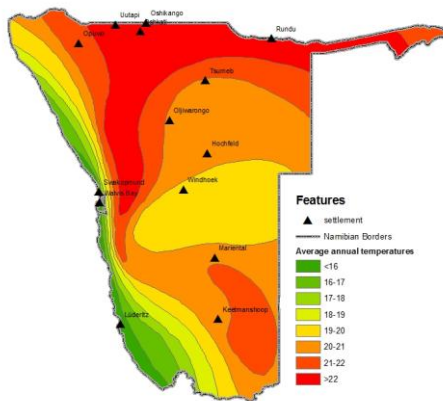 Oshikango
Uutapi
Rundu
Opuwo
Tsumeb
Otjiwarongo
Hochfeld
Swakopmund
Windhoek
Walvis Bay
Mariental
Lüderitz
Keetmanshoop
Features
settlement
Namibian Borders
Average annual temperatures
<16
16-17
17-18
18-19
19-20
20-21
21-22
>22